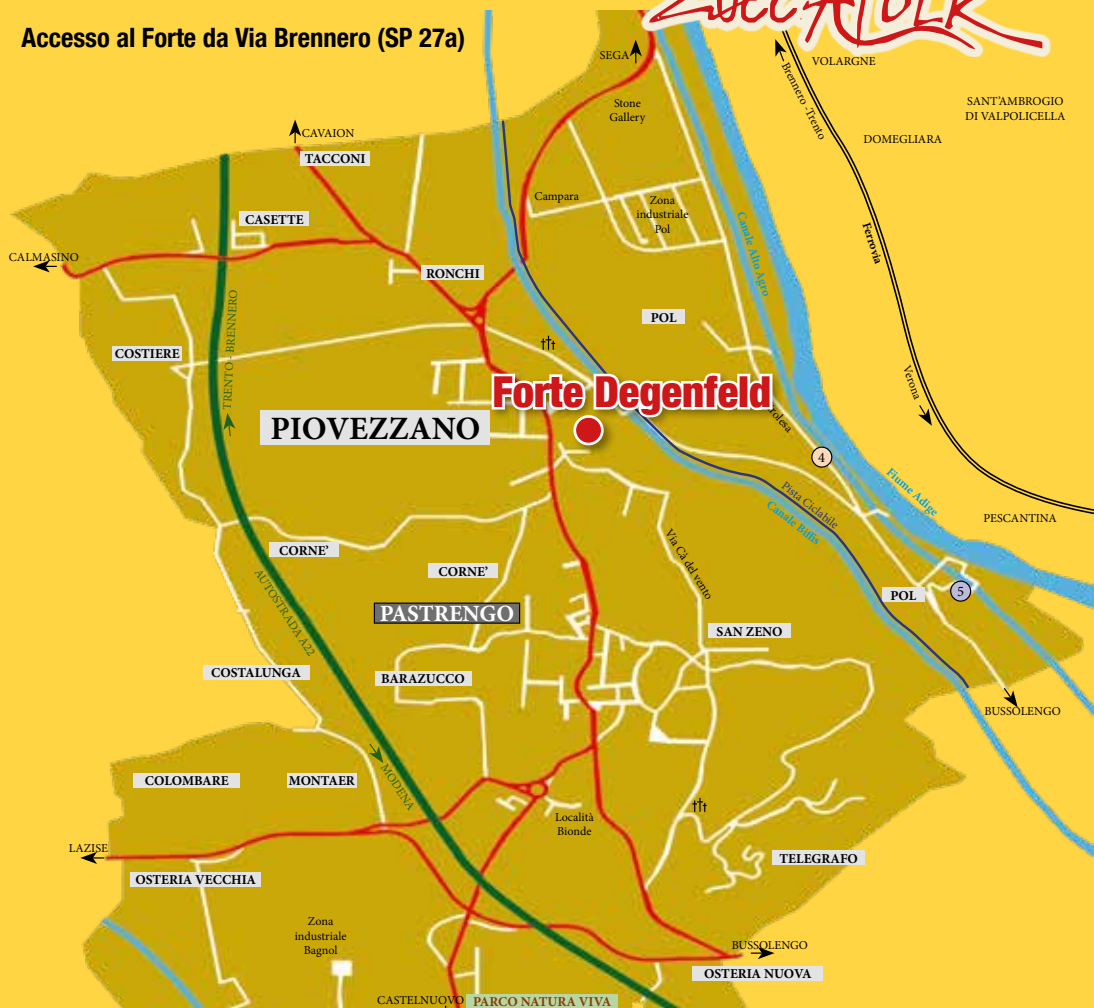 Accesso al Forte da Via Brennero (SP 27a)
SEGA
VOLARGNE
Brennero - Trento
SANT'AMBROGIO
DI VALPOLICELLA
DOMEGLIARA
Stone
Gallery
CAVAION
TACCONI
Campara
Zona
industriale
Pol
CASETTE
Canale Alto Agro
Ferrovia
CALMASINO
RONCHI
POL
TRENTO - BRENNERO
COSTIERE
Verona
Forte Degenfeld
PIOVEZZANO
4
Pista Ciclabile
Canale Biffis
Fiume Adige
PESCANTINA
CORNE'
CORNE'
Via Cà del vento
AUTOSTRADA A22
PASTRENGO
POL
5
SAN ZENO
COSTALUNGA
BARAZUCCO
BUSSOLENGO
COLOMBARE
MONTAER
MODENA
Località
Bionde
LAZISE
TELEGRAFO
OSTERIA VECCHIA
Zona
industriale
Bagnol
BUSSOLENGO
OSTERIA NUOVA
CASTELNUOVO
PARCO NATURA VIVA